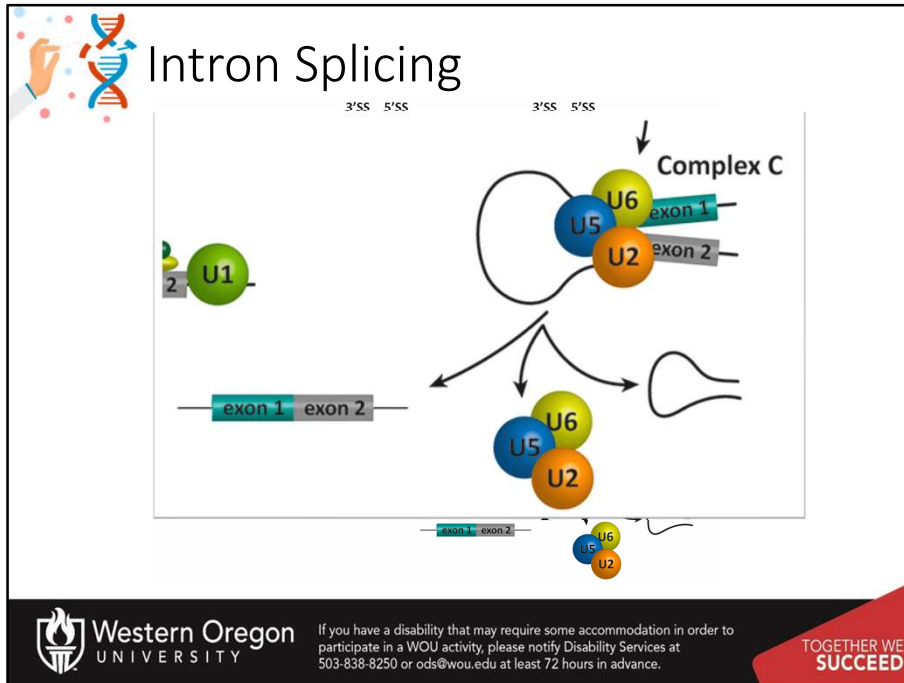 Intron Splicing
3'SS 5'SS 3'SS 5'SS
Complex C
U6
exon 1
U5
exon 2
U2
2
U1
exon 1 exon 2
U6
U5
U2
exon 1 exon 2
U6
U5
U2
Western Oregon
UNIVERSITY
If you have a disability that may require some accommodation in order to
participate in a WOU activity, please notify Disability Services at
503-838-8250 or ods@wou.edu at least 72 hours in advance.
TOGETHER WE
SUCCEED